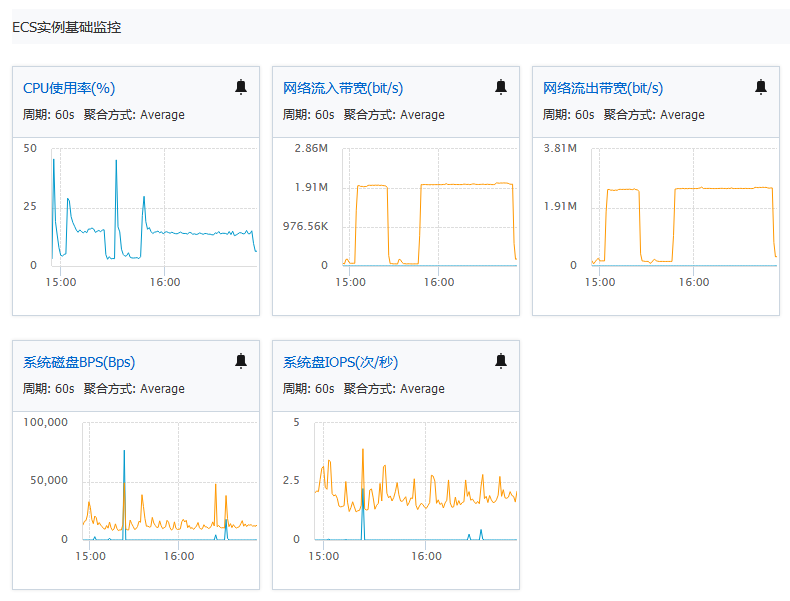 ECS实例基础监控
CPU使用率(%)
周期: 60s 聚合方式: Average
50
25
0
15:00 16:00
网络流入带宽(bit/s)
周期: 60s 聚合方式: Average
2.86M
1.91M
976.56K
0
15:00 16:00
网络流出带宽(bit/s)
周期: 60s 聚合方式: Average
3.81M
1.91M
0
15:00 16:00
系统磁盘BPS(Bps)
周期: 60s 聚合方式: Average
100,000
50,000
0
15:00 16:00
系统盘IOPS(次/秒)
周期: 60s 聚合方式: Average
5
2.5
0
15:00 16:00